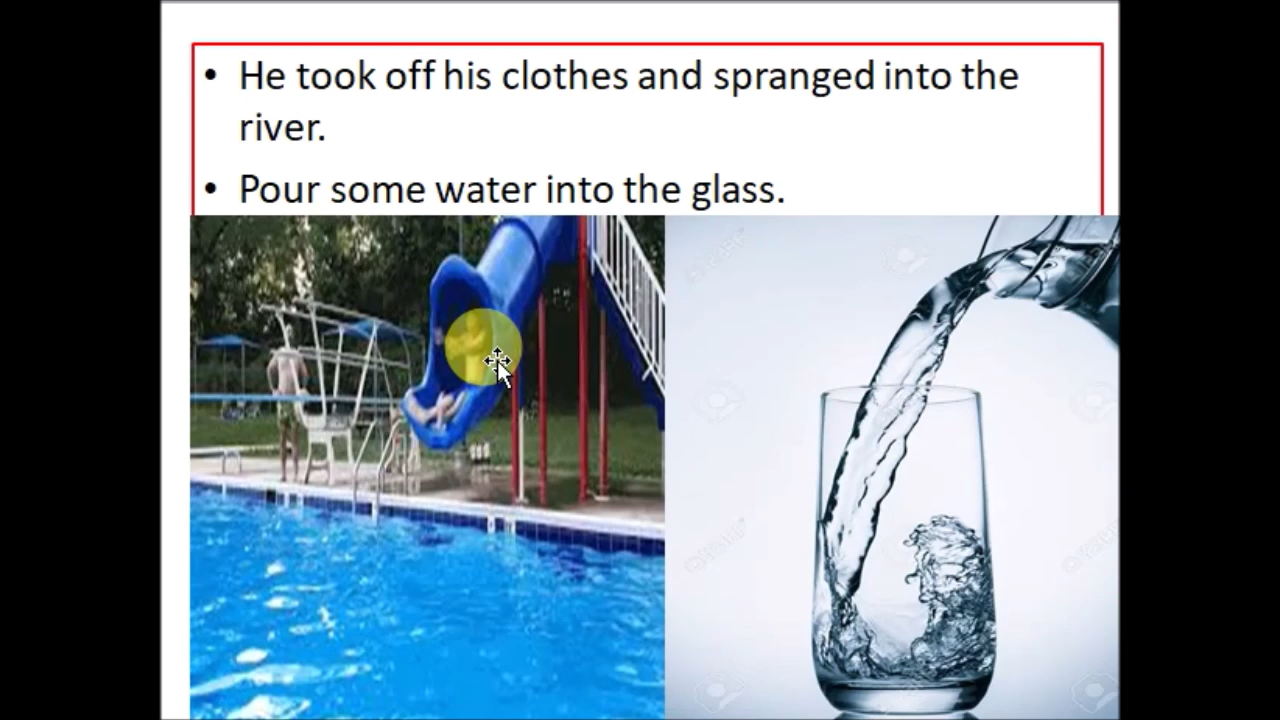 • He took off his clothes and spranged into the
river.
• Pour some water into the glass.